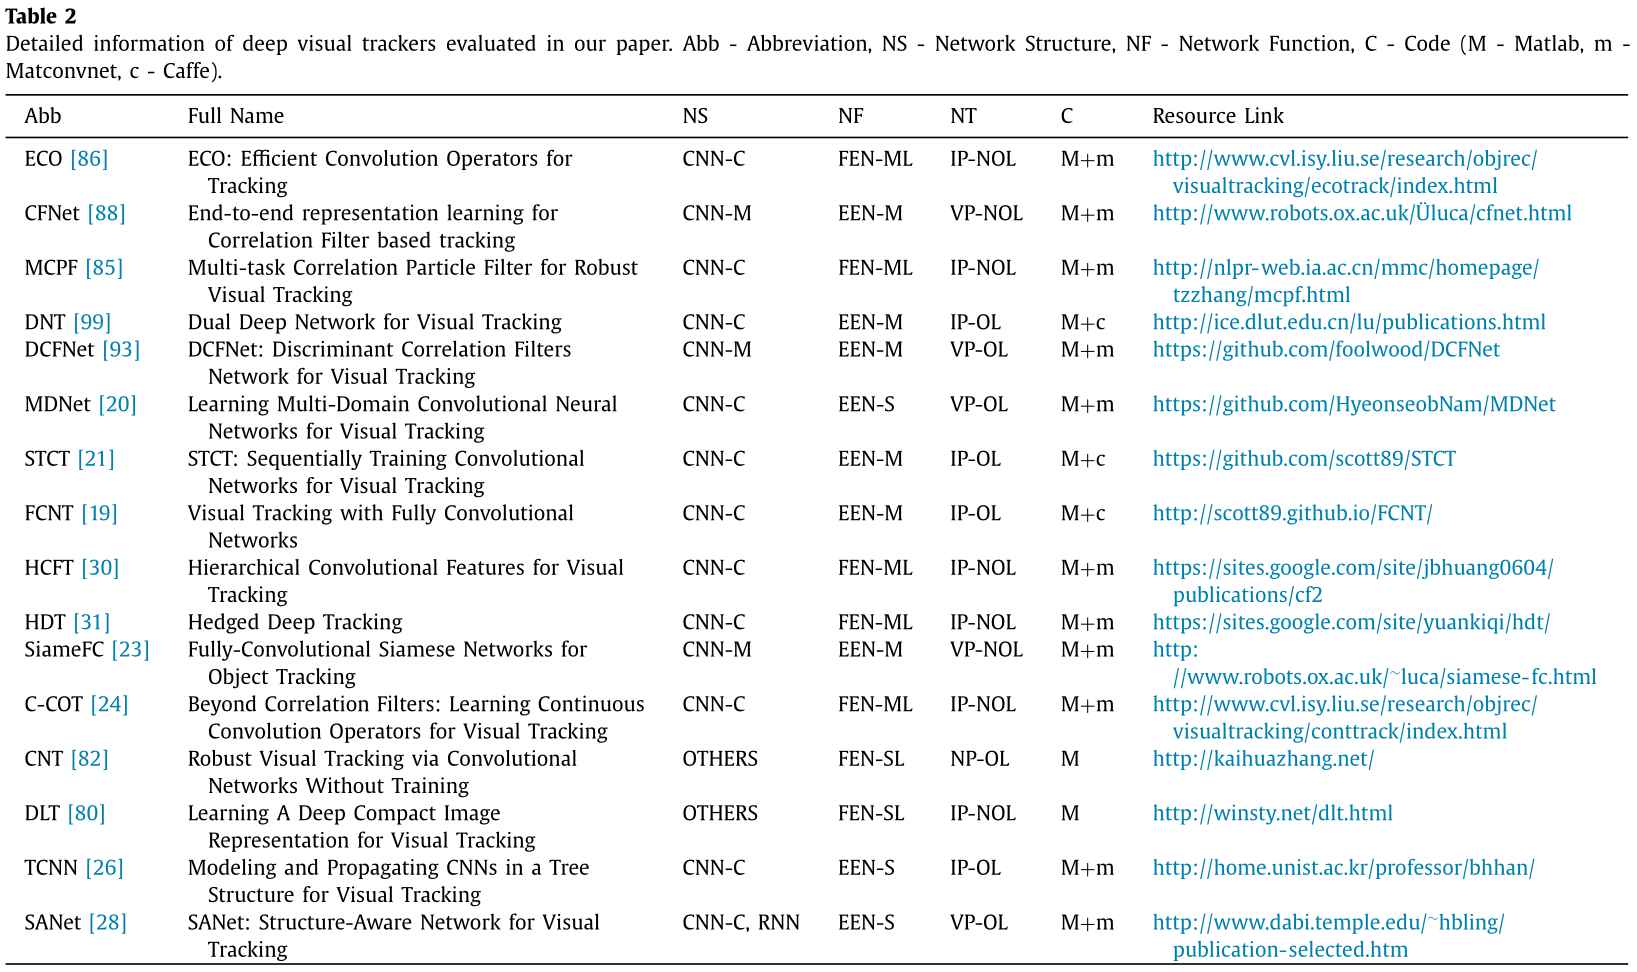 Table 2
Detailed information of deep visual trackers evaluated in our paper. Abb - Abbreviation, NS - Network Structure, NF - Network Function, C - Code (M - Matlab, m -
Matconvnet, c - Caffe).
Abb Full Name NS NF NT C Resource Link
ECO [86] ECO: Efficient Convolution Operators for CNN-C FEN-ML IP-NOL M+m http://www.cvl.isy.liu.se/research/objrec/
Tracking visualtracking/ecotrack/index.html
CFNet [88] End-to-end representation learning for CNN-M EEN-M VP-NOL M+m http://www.robots.ox.ac.uk/Üluca/cfnet.html
Correlation Filter based tracking
MCPF [85] Multi-task Correlation Particle Filter for Robust CNN-C FEN-ML IP-NOL M+m http://nlpr-web.ia.ac.cn/mmc/homepage/
Visual Tracking tzzhang/mcpf.html
DNT [99] Dual Deep Network for Visual Tracking CNN-C EEN-M IP-OL M+c http://ice.dlut.edu.cn/lu/publications.html
DCFNet [93] DCFNet: Discriminant Correlation Filters CNN-M EEN-M VP-OL M+m https://github.com/foolwood/DCFNet
Network for Visual Tracking
MDNet [20] Learning Multi-Domain Convolutional Neural CNN-C EEN-S VP-OL M+m https://github.com/HyeonseobNam/MDNet
Networks for Visual Tracking
STCT [21] STCT: Sequentially Training Convolutional CNN-C EEN-M IP-OL M+c https://github.com/scott89/STCT
Networks for Visual Tracking
FCNT [19] Visual Tracking with Fully Convolutional CNN-C EEN-M IP-OL M+c http://scott89.github.io/FCNT/
Networks
HCFT [30] Hierarchical Convolutional Features for Visual CNN-C FEN-ML IP-NOL M+m https://sites.google.com/site/jbhuang0604/
Tracking publications/cf2
HDT [31] Hedged Deep Tracking CNN-C FEN-ML IP-NOL M+m https://sites.google.com/site/yuankiqi/hdt/
SiameFC [23] Fully-Convolutional Siamese Networks for CNN-M EEN-M VP-NOL M+m http:
Object Tracking //www.robots.ox.ac.uk/~luca/siamese-fc.html
C-COT [24] Beyond Correlation Filters: Learning Continuous CNN-C FEN-ML IP-NOL M+m http://www.cvl.isy.liu.se/research/objrec/
Convolution Operators for Visual Tracking visualtracking/conttrack/index.html
CNT [82] Robust Visual Tracking via Convolutional OTHERS FEN-SL NP-OL M http://kaihuazhang.net/
Networks Without Training
DLT [80] Learning A Deep Compact Image OTHERS FEN-SL IP-NOL M http://winsty.net/dlt.html
Representation for Visual Tracking
TCNN [26] Modeling and Propagating CNNs in a Tree CNN-C EEN-S IP-OL M+m http://home.unist.ac.kr/professor/bhhan/
Structure for Visual Tracking
SANet [28] SANet: Structure-Aware Network for Visual CNN-C, RNN EEN-S VP-OL M+m http://www.dabi.temple.edu/~hbling/
Tracking publication-selected.htm